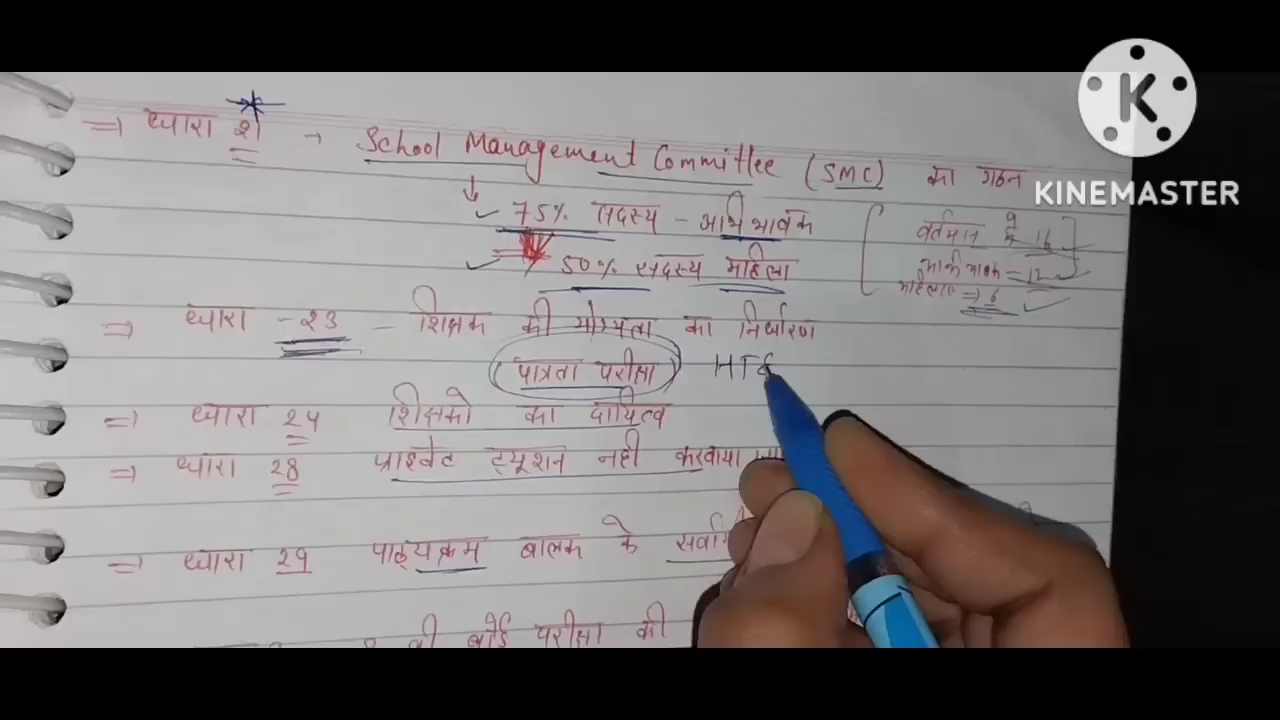 ⇒ धारा 21 → School Management Committee (SMC) का गठन
↓
✓ 75% सदस्य - अभिभावक
✓ 50% सदस्य महिला
वर्तमान में 16
अभिभावक = 12
महिलाएं ⇒ 6
⇒ धारा - 23 - शिक्षक की योग्यता का निर्धारण
(पात्रता परीक्षा) HTE
⇒ धारा 24 शिक्षको का दायित्व
⇒ धारा 28 प्राइवेट ट्यूशन नही करवाया
⇒ धारा 29 पाठ्यक्रम बालक के
8 वी बोर्ड परीक्षा की
K
KINEMASTER